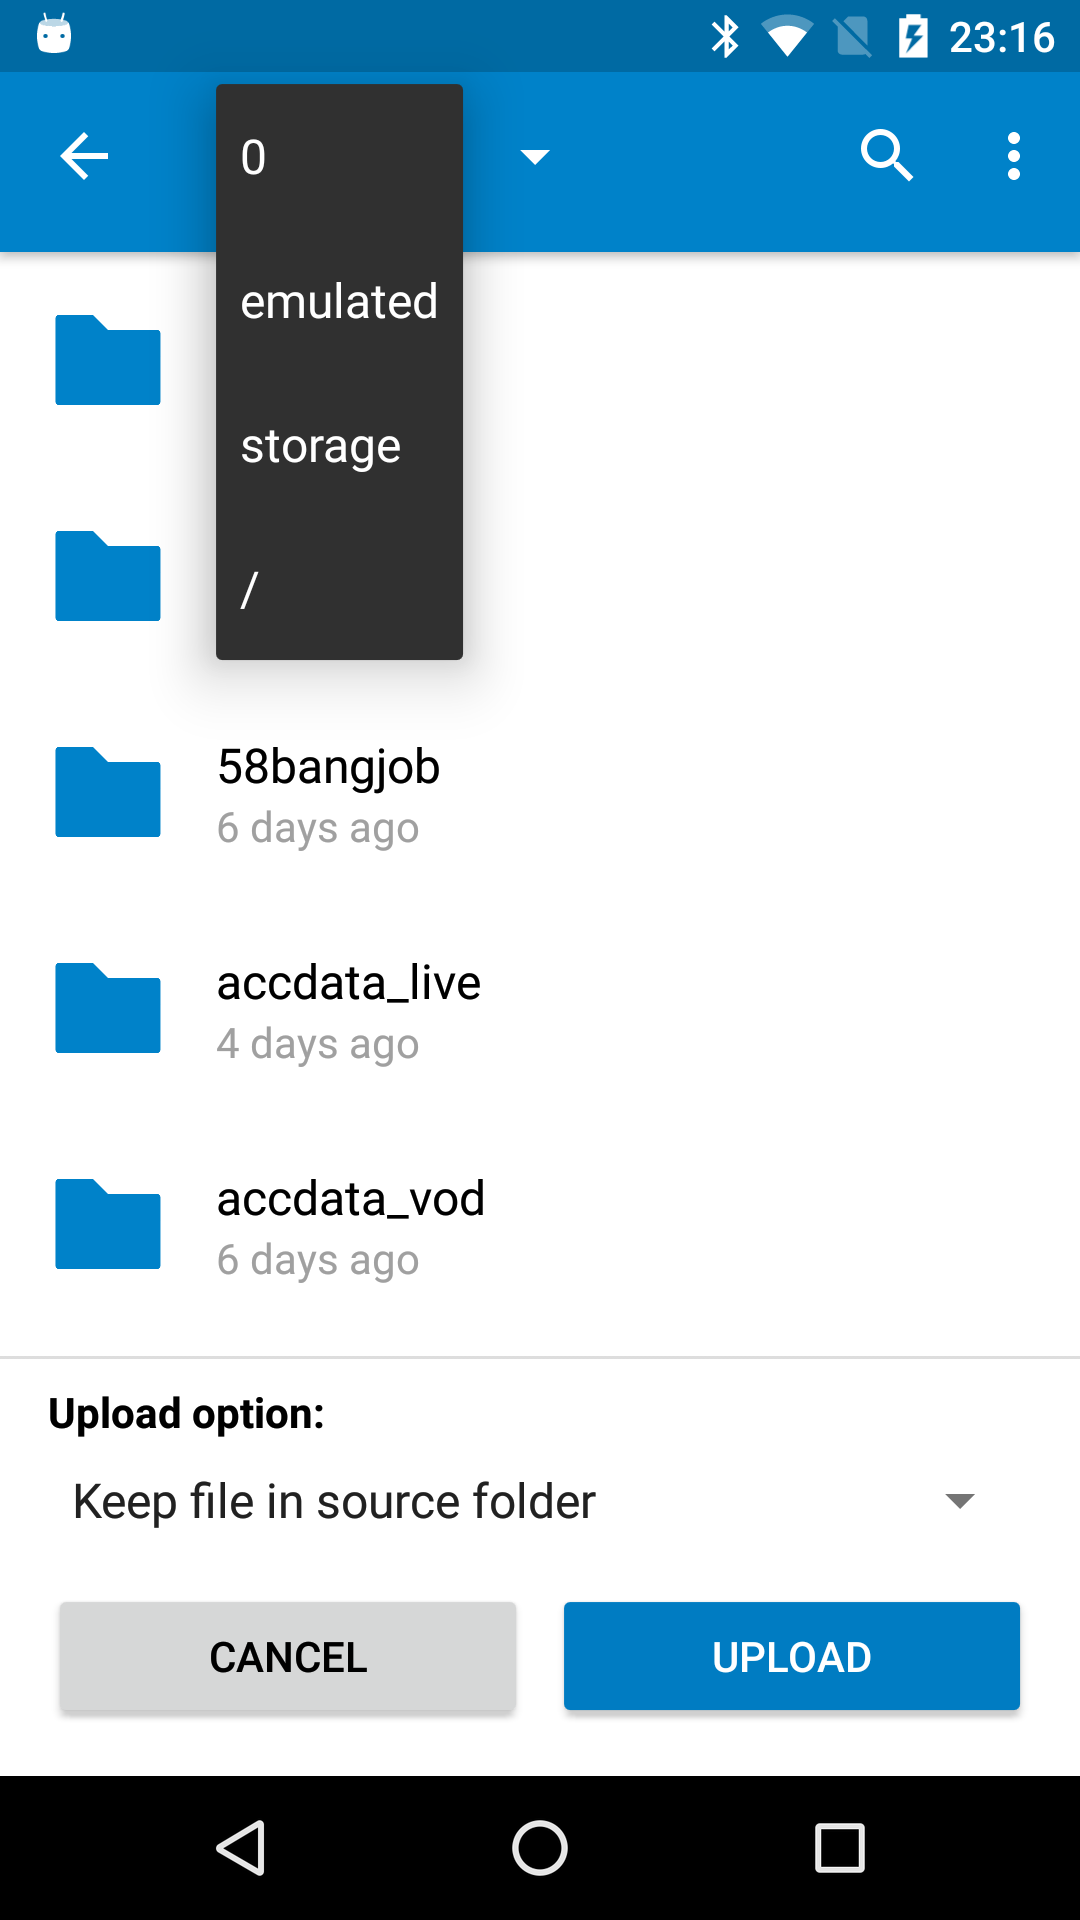 23:16
0
emulated
storage
/
58bangjob
6 days ago
accdata_live
4 days ago
accdata_vod
6 days ago
Upload option:
Keep file in source folder
CANCEL
UPLOAD